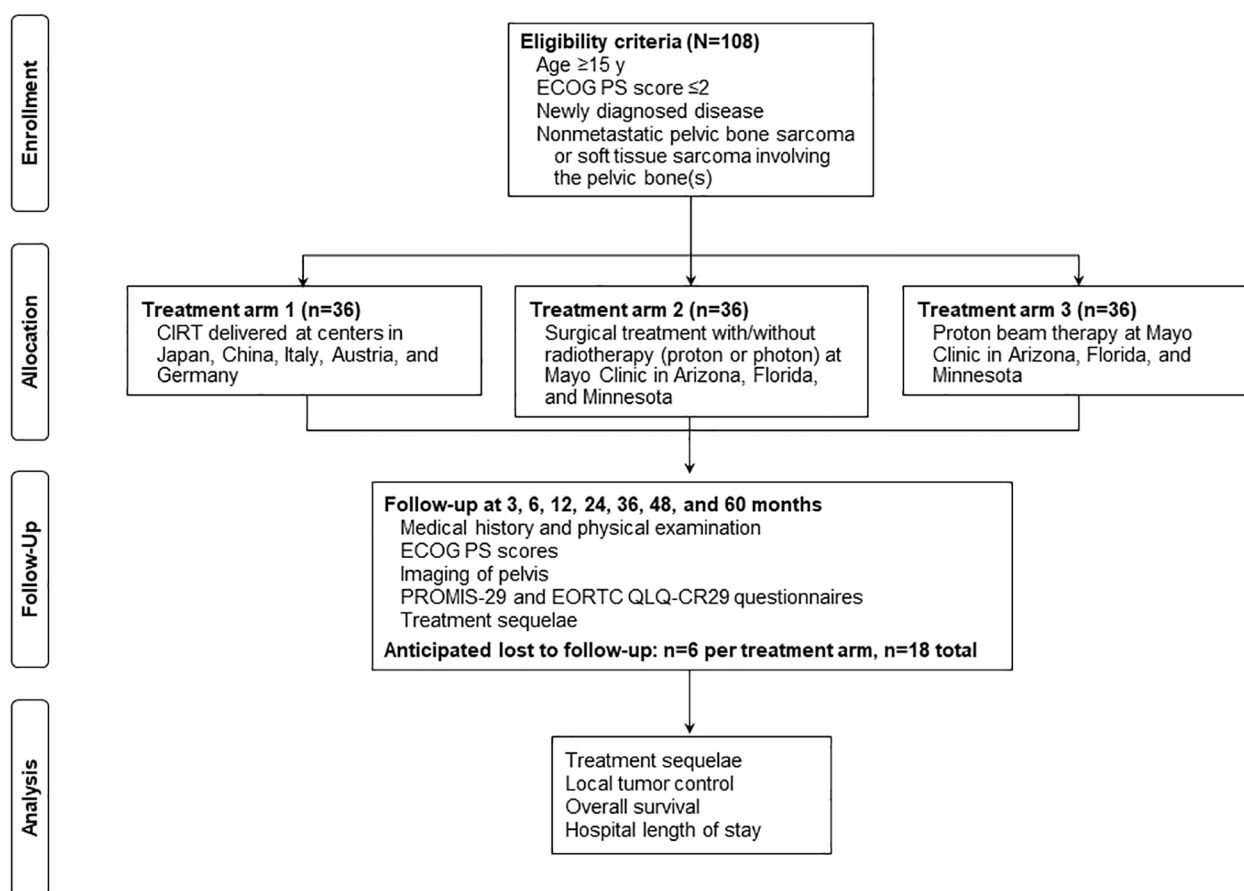 Enrollment
Eligibility criteria (N=108)
Age ≥15 y
ECOG PS score ≤2
Newly diagnosed disease
Nonmetastatic pelvic bone sarcoma
or soft tissue sarcoma involving
the pelvic bone(s)
Allocation
Treatment arm 1 (n=36)
CIRT delivered at centers in
Japan, China, Italy, Austria, and
Germany
Treatment arm 2 (n=36)
Surgical treatment with/without
radiotherapy (proton or photon) at
Mayo Clinic in Arizona, Florida,
and Minnesota
Treatment arm 3 (n=36)
Proton beam therapy at Mayo
Clinic in Arizona, Florida, and
Minnesota
Follow-Up
Follow-up at 3, 6, 12, 24, 36, 48, and 60 months
Medical history and physical examination
ECOG PS scores
Imaging of pelvis
PROMIS-29 and EORTC QLQ-CR29 questionnaires
Treatment sequelae
Anticipated lost to follow-up: n=6 per treatment arm, n=18 total
Analysis
Treatment sequelae
Local tumor control
Overall survival
Hospital length of stay